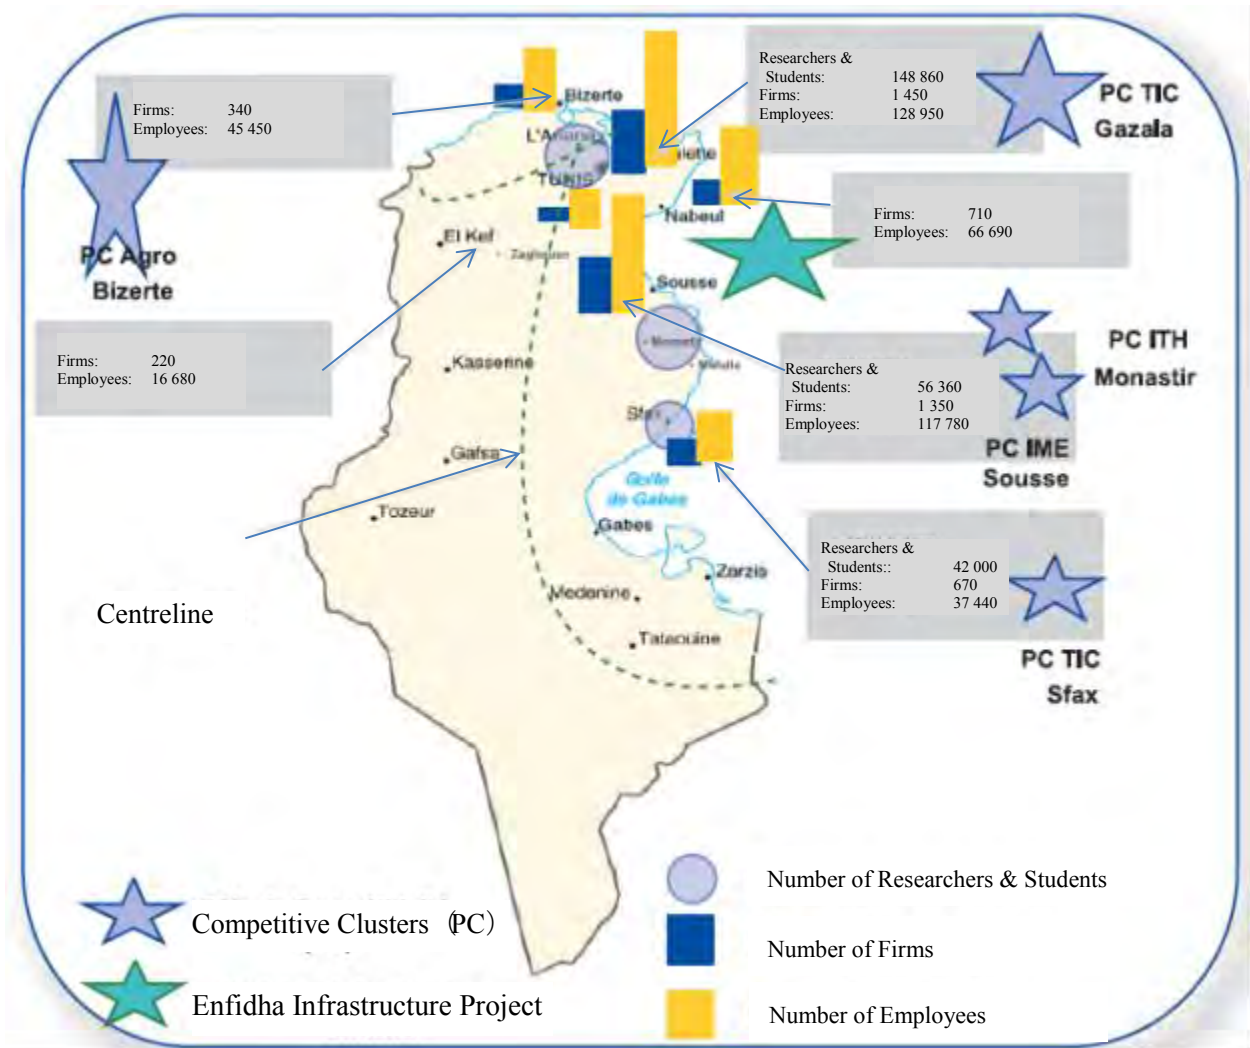 Firms: 340
Employees: 45 450
PC Agro
Bizerte
Researchers &
Students: 148 860
Firms: 1 450
Employees: 128 950
PC TIC
Gazala
Bizerte
TUNIS
Nabeul
Firms: 710
Employees: 66 690
El Kef
Zaghouan
Sousse
Firms: 220
Employees: 16 680
Kasserine
Mahdia
PC ITH
Monastir
Researchers &
Students: 56 360
Firms: 1 350
Employees: 117 780
PC IME
Sousse
Gafsa
Golfe
de Gabes
Tozeur
Gabes
Zarzis
Medenine
Tataouine
Researchers &
Students:: 42 000
Firms: 670
Employees: 37 440
PC TIC
Sfax
Centreline
Number of Researchers & Students
Competitive Clusters (PC)
Number of Firms
Enfidha Infrastructure Project
Number of Employees